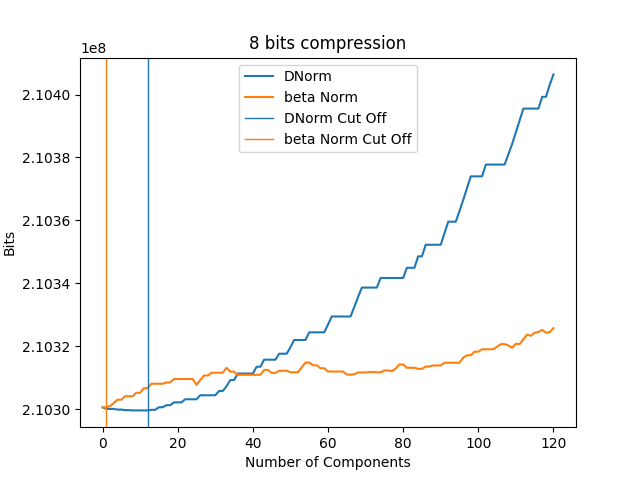 8 bits compression
1e8
2.1040
2.1038
2.1036
2.1034
2.1032
2.1030
Bits
DNorm
beta Norm
DNorm Cut Off
beta Norm Cut Off
0 20 40 60 80 100 120
Number of Components